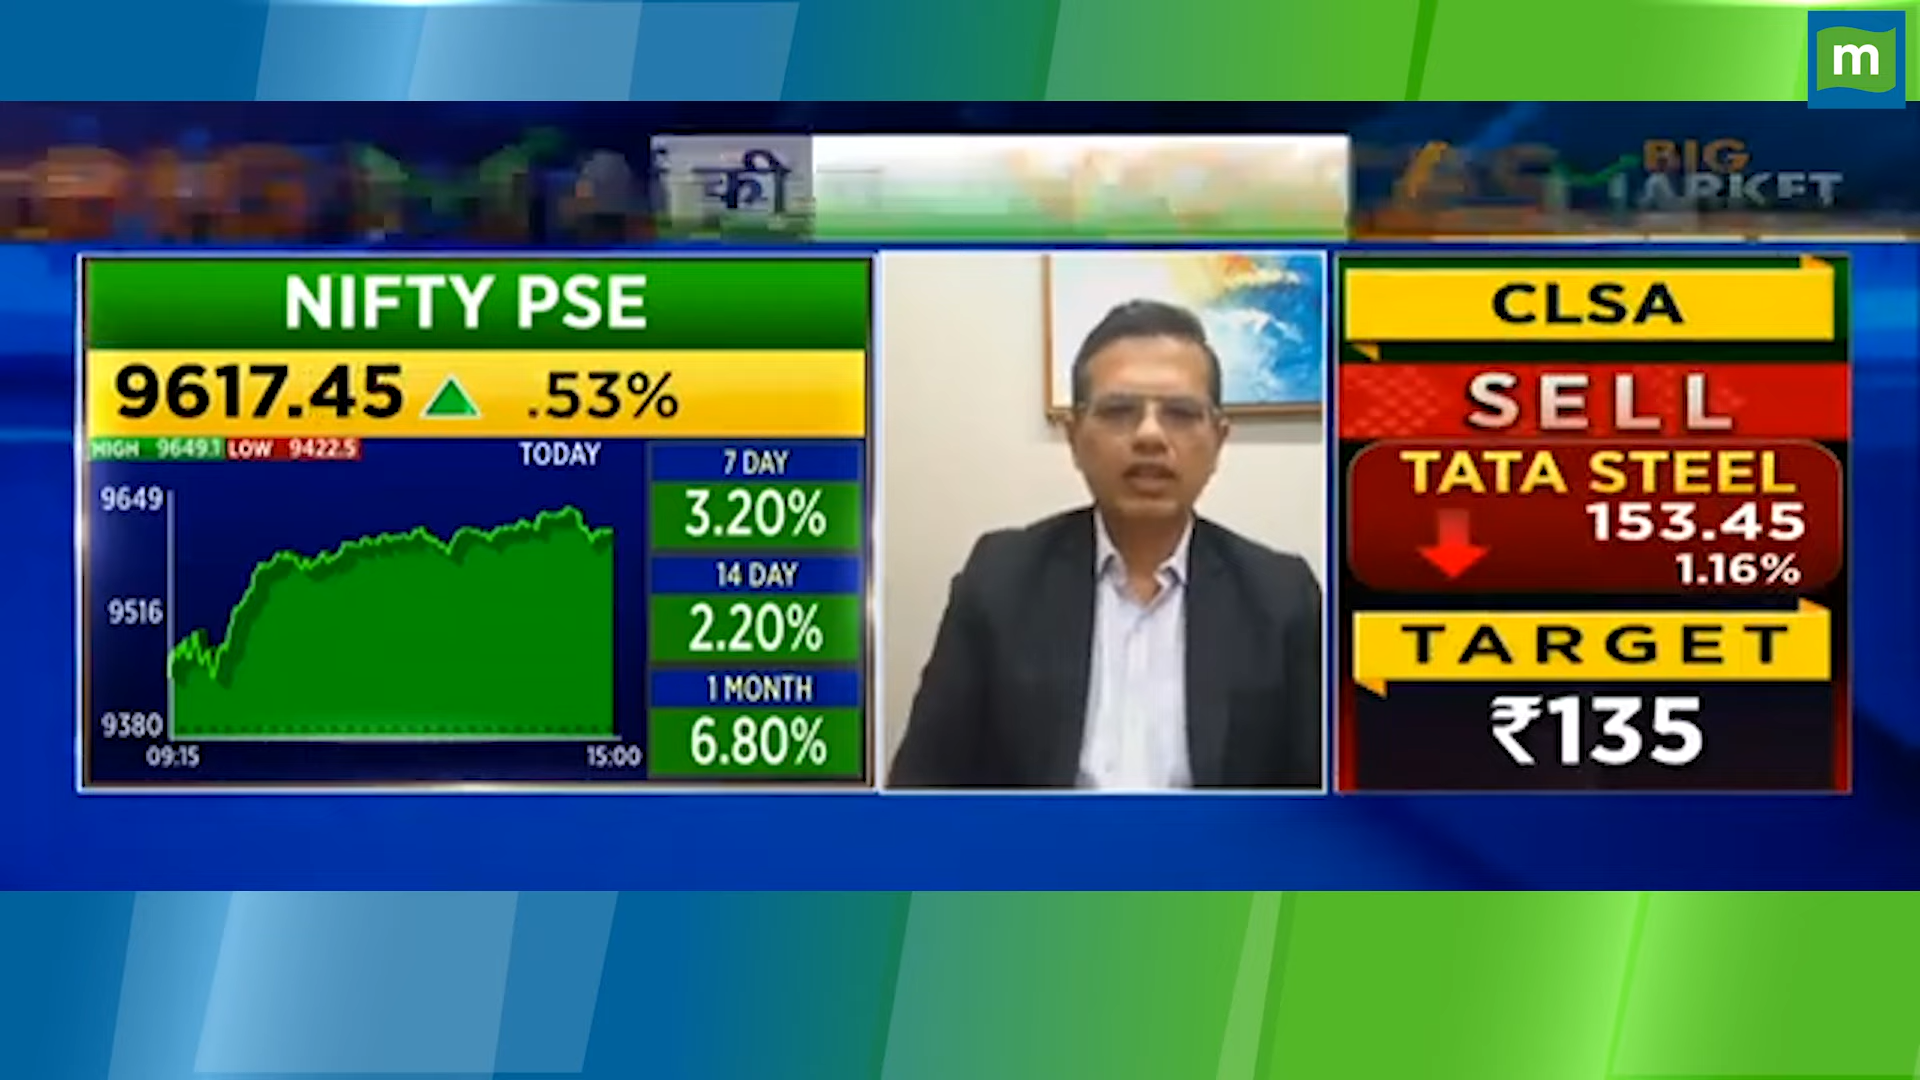 m
की
BIG
MARKET
NIFTY PSE
9617.45 .53%
HIGH 9649.1 LOW 9422.5
TODAY
9649
9516
9380
09:15 15:00
7 DAY
3.20%
14 DAY
2.20%
1 MONTH
6.80%
CLSA
SELL
TATA STEEL
153.45
1.16%
TARGET
₹135